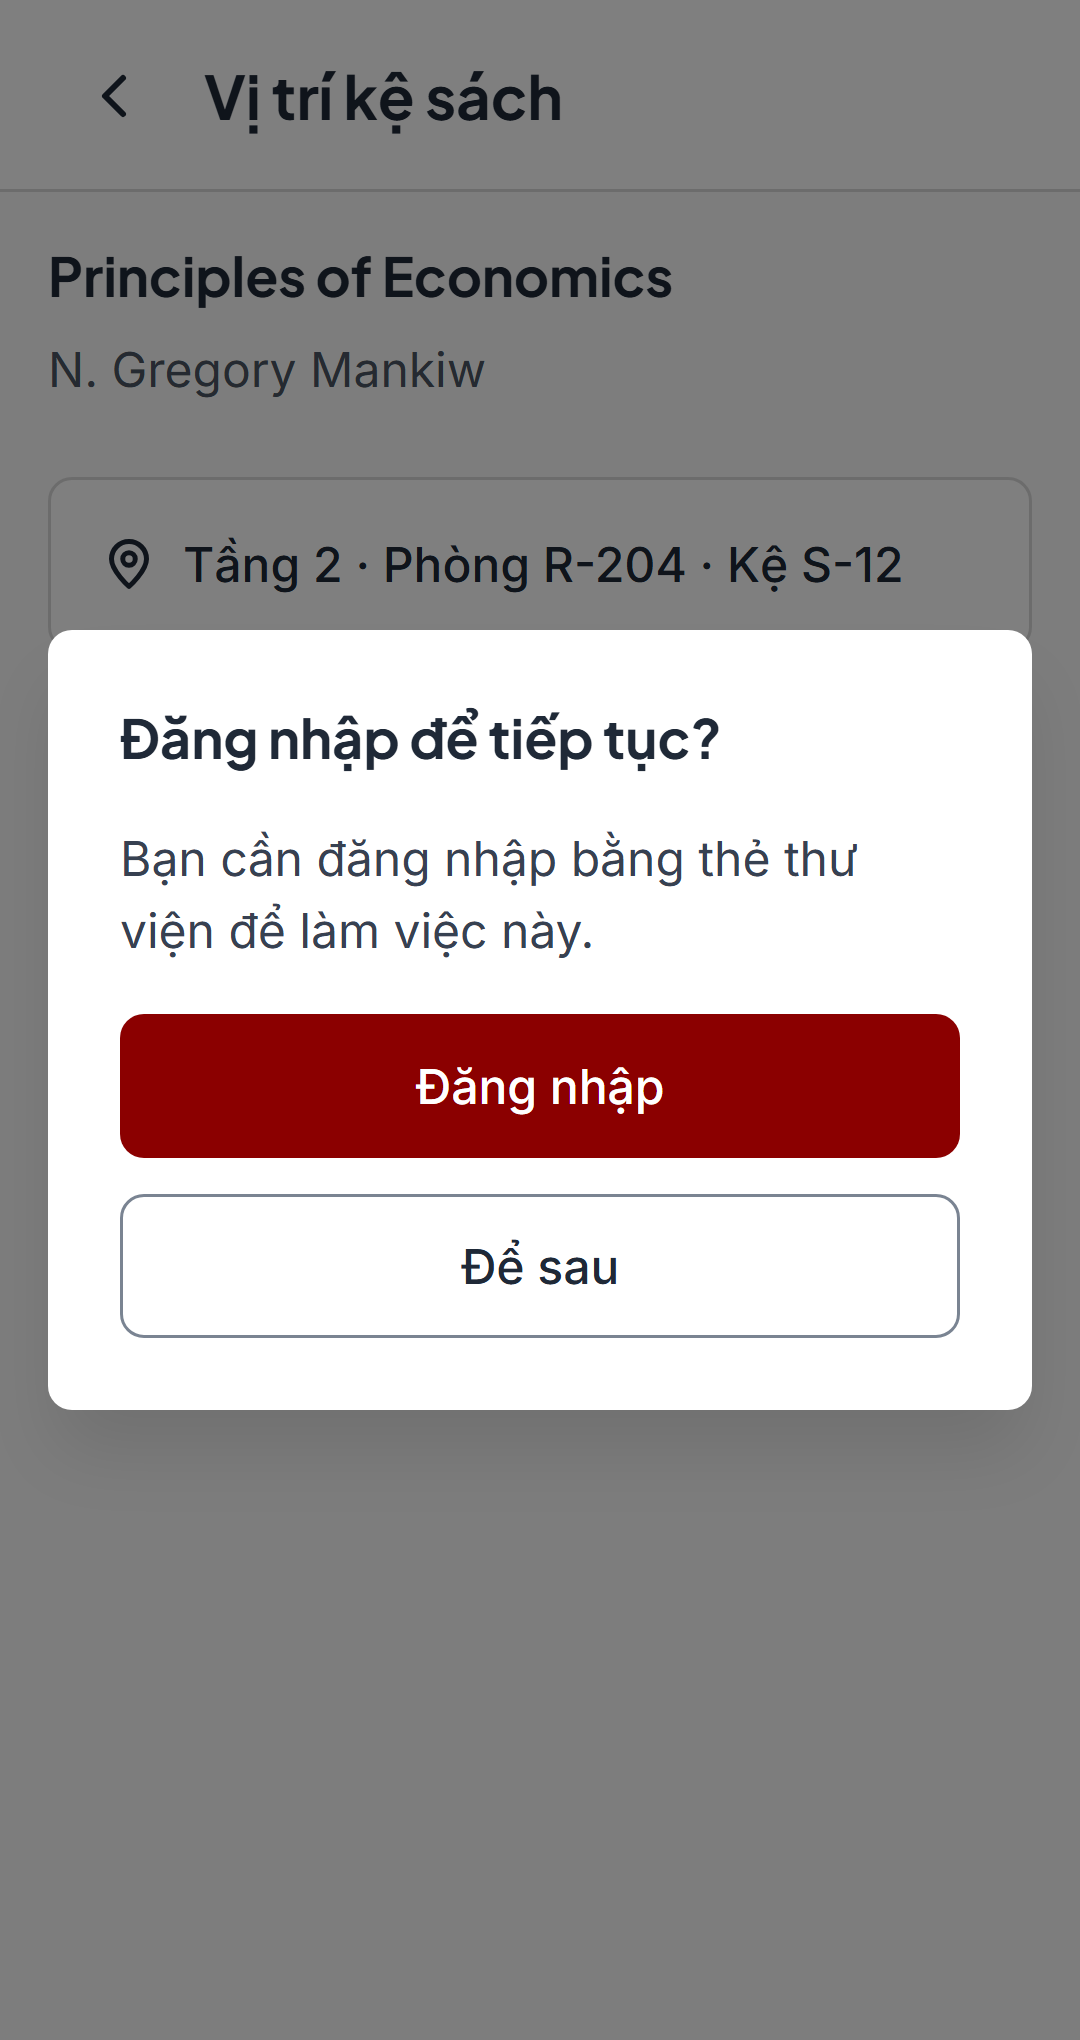 Vị trí kệ sách
Principles of Economics
N. Gregory Mankiw
Tầng 2 · Phòng R-204 · Kệ S-12
Đăng nhập để tiếp tục?
Bạn cần đăng nhập bằng thẻ thư
viện để làm việc này.
Đăng nhập
Để sau